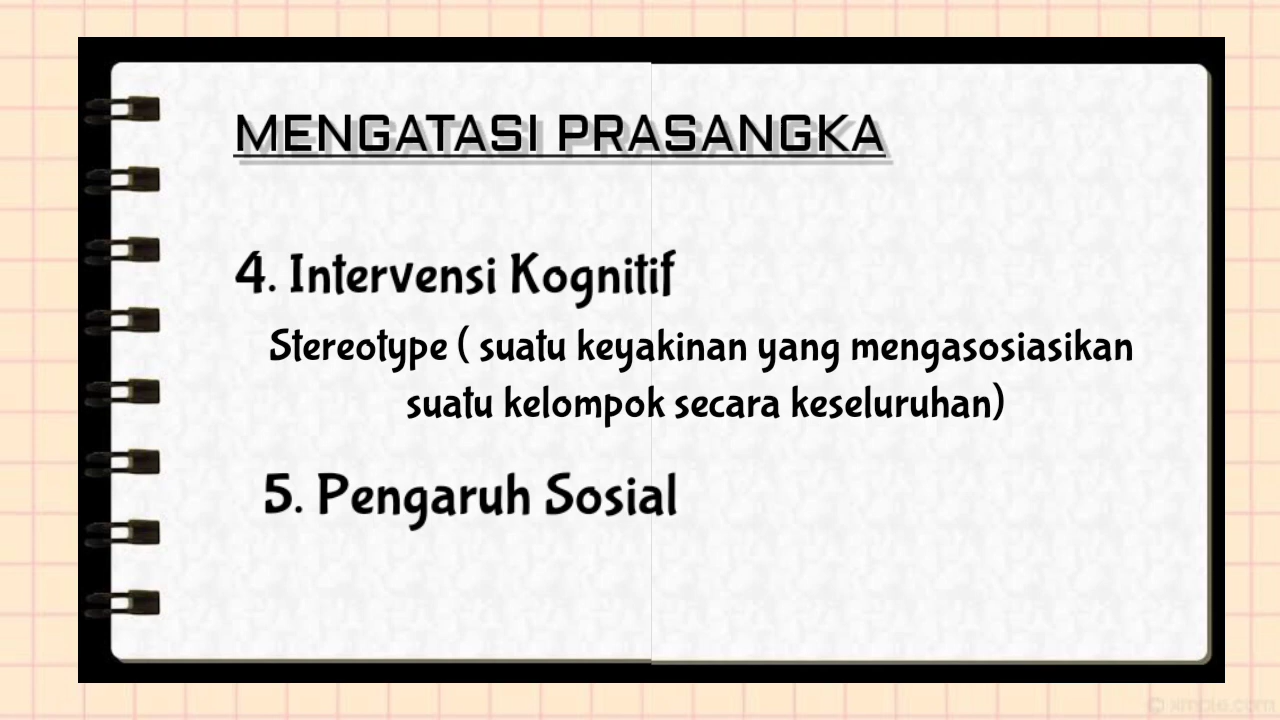 MENGATASI PRASANGKA
4. Intervensi Kognitif
Stereotype ( suatu keyakinan yang mengasosiasikan
suatu kelompok secara keseluruhan)
5. Pengaruh Sosial